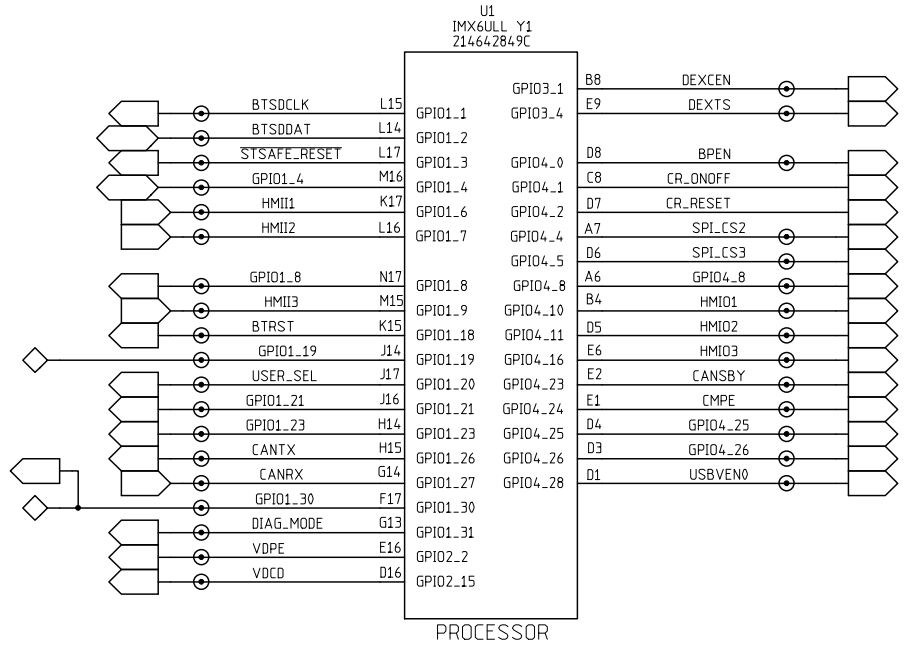 U1
IMX6ULL Y1
214642849C
BTSDCLK L15 GPIO1_1
BTSDDAT L14 GPIO1_2
STSAFE_RESET L17 GPIO1_3
GPIO1_4 M16 GPIO1_4
HMII1 K17 GPIO1_6
HMII2 L16 GPIO1_7
GPIO1_8 N17 GPIO1_8
HMII3 M15 GPIO1_9
BTRST K15 GPIO1_18
GPIO1_19 J14 GPIO1_19
USER_SEL J17 GPIO1_20
GPIO1_21 J16 GPIO1_21
GPIO1_23 H14 GPIO1_23
CANTX H15 GPIO1_26
CANRX G14 GPIO1_27
GPIO1_30 F17 GPIO1_30
DIAG_MODE G13 GPIO1_31
VDPE E16 GPIO2_2
VDCD D16 GPIO2_15
GPIO3_1 B8 DEXCEN
GPIO3_4 E9 DEXTS
GPIO4_0 D8 BPEN
GPIO4_1 C8 CR_ONOFF
GPIO4_2 D7 CR_RESET
GPIO4_4 A7 SPI_CS2
GPIO4_5 D6 SPI_CS3
GPIO4_8 A6 GPIO4_8
GPIO4_10 B4 HMIO1
GPIO4_11 D5 HMIO2
GPIO4_16 E6 HMIO3
GPIO4_23 E2 CANSBY
GPIO4_24 E1 CMPE
GPIO4_25 D4 GPIO4_25
GPIO4_26 D3 GPIO4_26
GPIO4_28 D1 USBVEN0
PROCESSOR